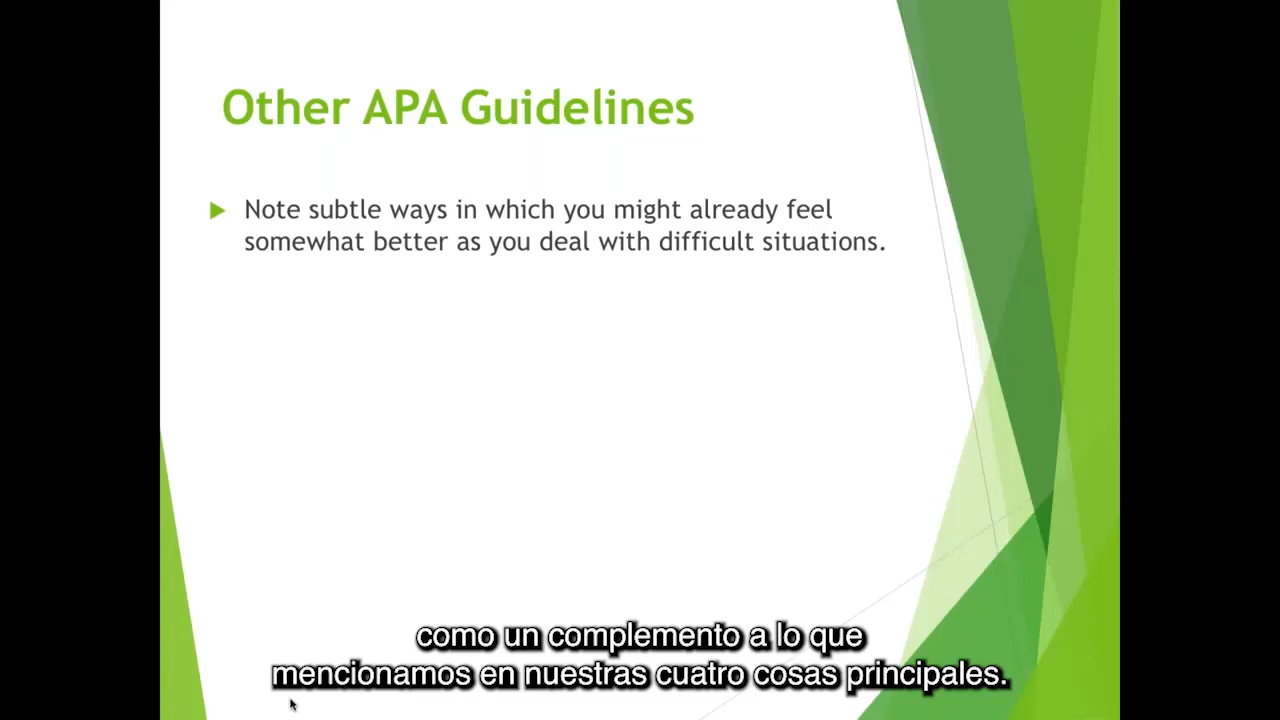 Other APA Guidelines
Note subtle ways in which you might already feel
somewhat better as you deal with difficult situations.
como un complemento a lo que
mencionamos en nuestras cuatro cosas principales.